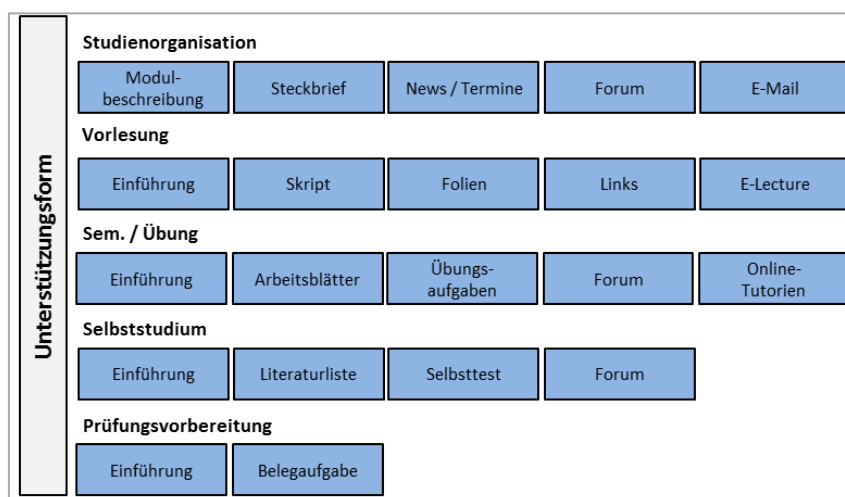 Unterstützungsform
Studienorganisation
Modul-
beschreibung
Steckbrief
News / Termine
Forum
E-Mail
Vorlesung
Einführung
Skript
Folien
Links
E-Lecture
Sem. / Übung
Einführung
Arbeitsblätter
Übungs-
aufgaben
Forum
Online-
Tutorien
Selbststudium
Einführung
Literaturliste
Selbsttest
Forum
Prüfungsvorbereitung
Einführung
Belegaufgabe